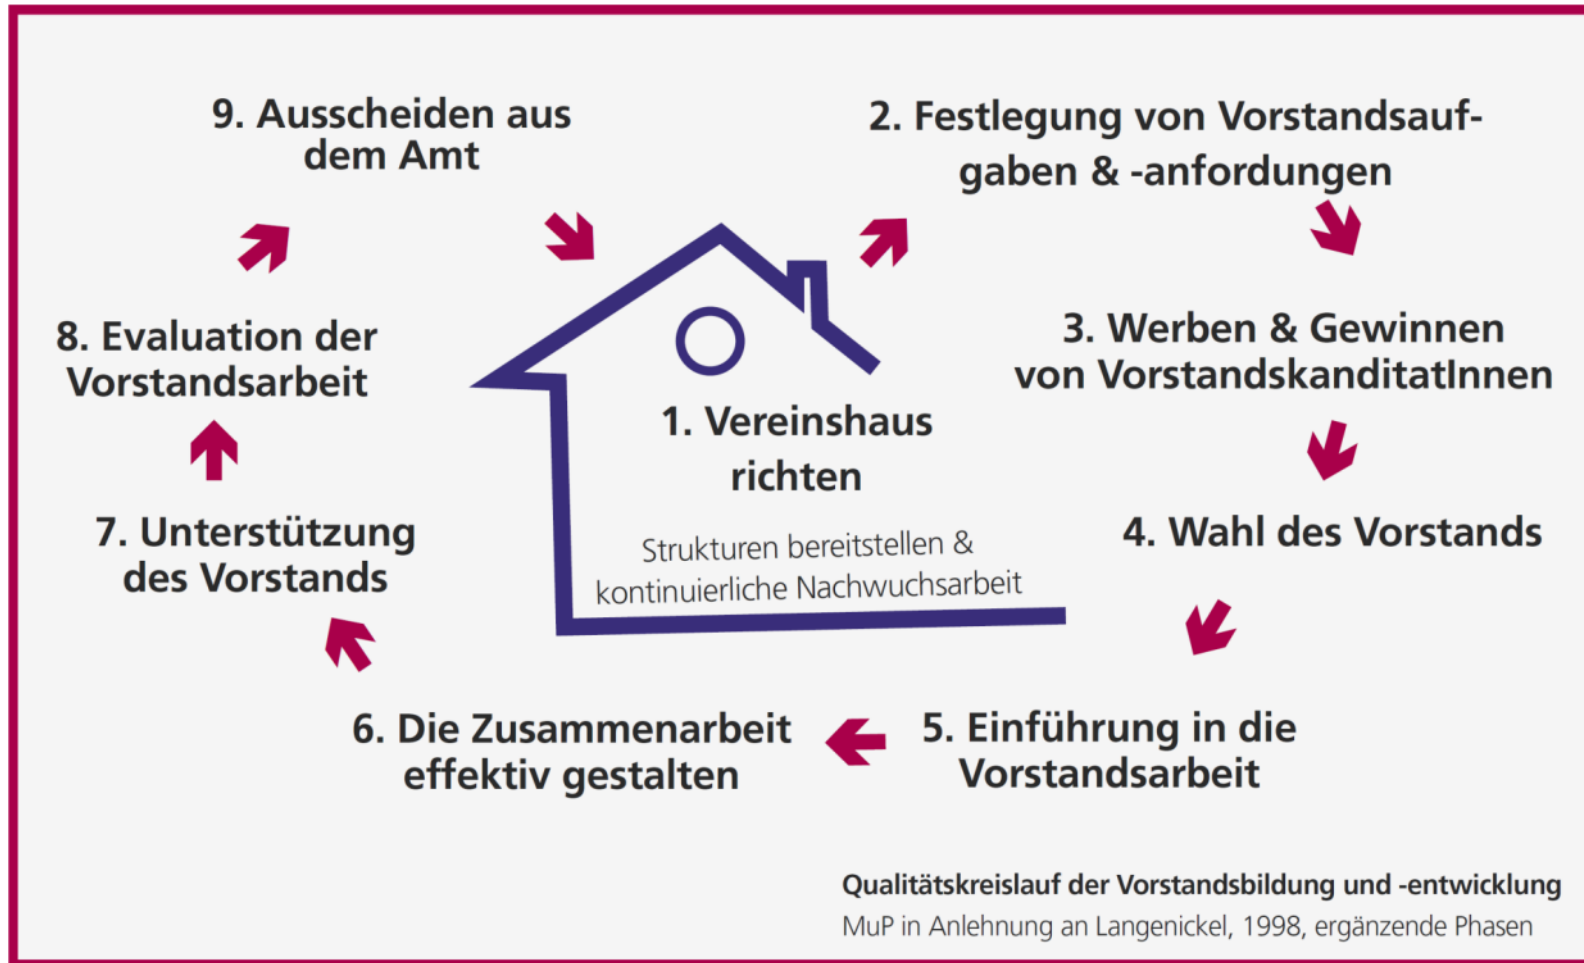 1. Vereinshaus
richten
Strukturen bereitstellen &
kontinuierliche Nachwuchsarbeit
2. Festlegung von Vorstandsauf-
gaben & -anfordungen
3. Werben & Gewinnen
von VorstandskanditatInnen
4. Wahl des Vorstands
5. Einführung in die
Vorstandsarbeit
6. Die Zusammenarbeit
effektiv gestalten
7. Unterstützung
des Vorstands
8. Evaluation der
Vorstandsarbeit
9. Ausscheiden aus
dem Amt
Qualitätskreislauf der Vorstandsbildung und -entwicklung
MuP in Anlehnung an Langenickel, 1998, ergänzende Phasen